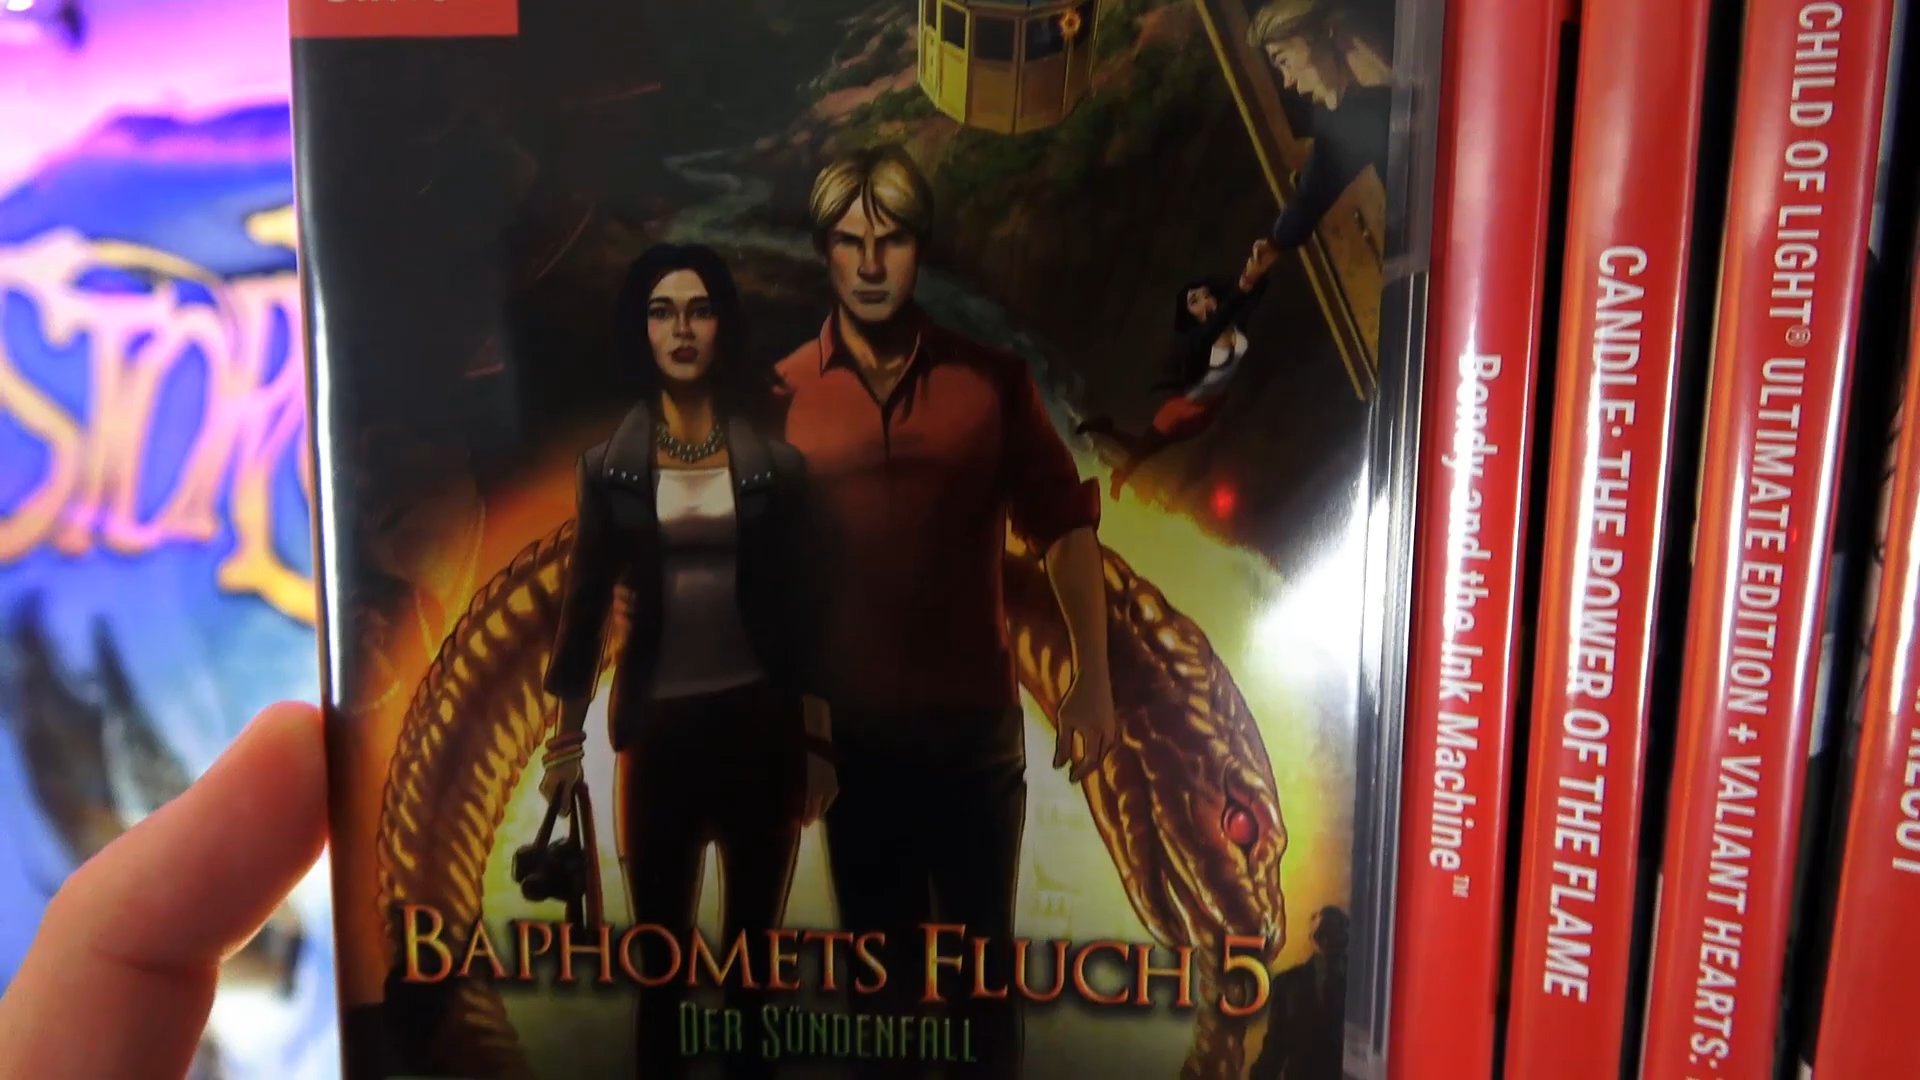 BAPHOMETS FLUCH 5
DER SÜNDENFALL
Bendy and the Ink Machine™
CANDLE: THE POWER OF THE FLAME
CHILD OF LIGHT® ULTIMATE EDITION + VALIANT HEARTS: